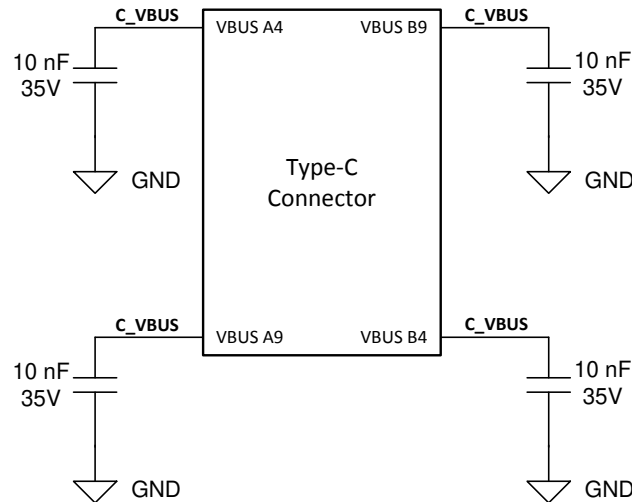 C_VBUS
C_VBUS
VBUS A4
VBUS B9
10 nF
35V
10 nF
35V
Type-C
Connector
GND
GND
C_VBUS
C_VBUS
VBUS A9
VBUS B4
10 nF
35V
10 nF
35V
GND
GND